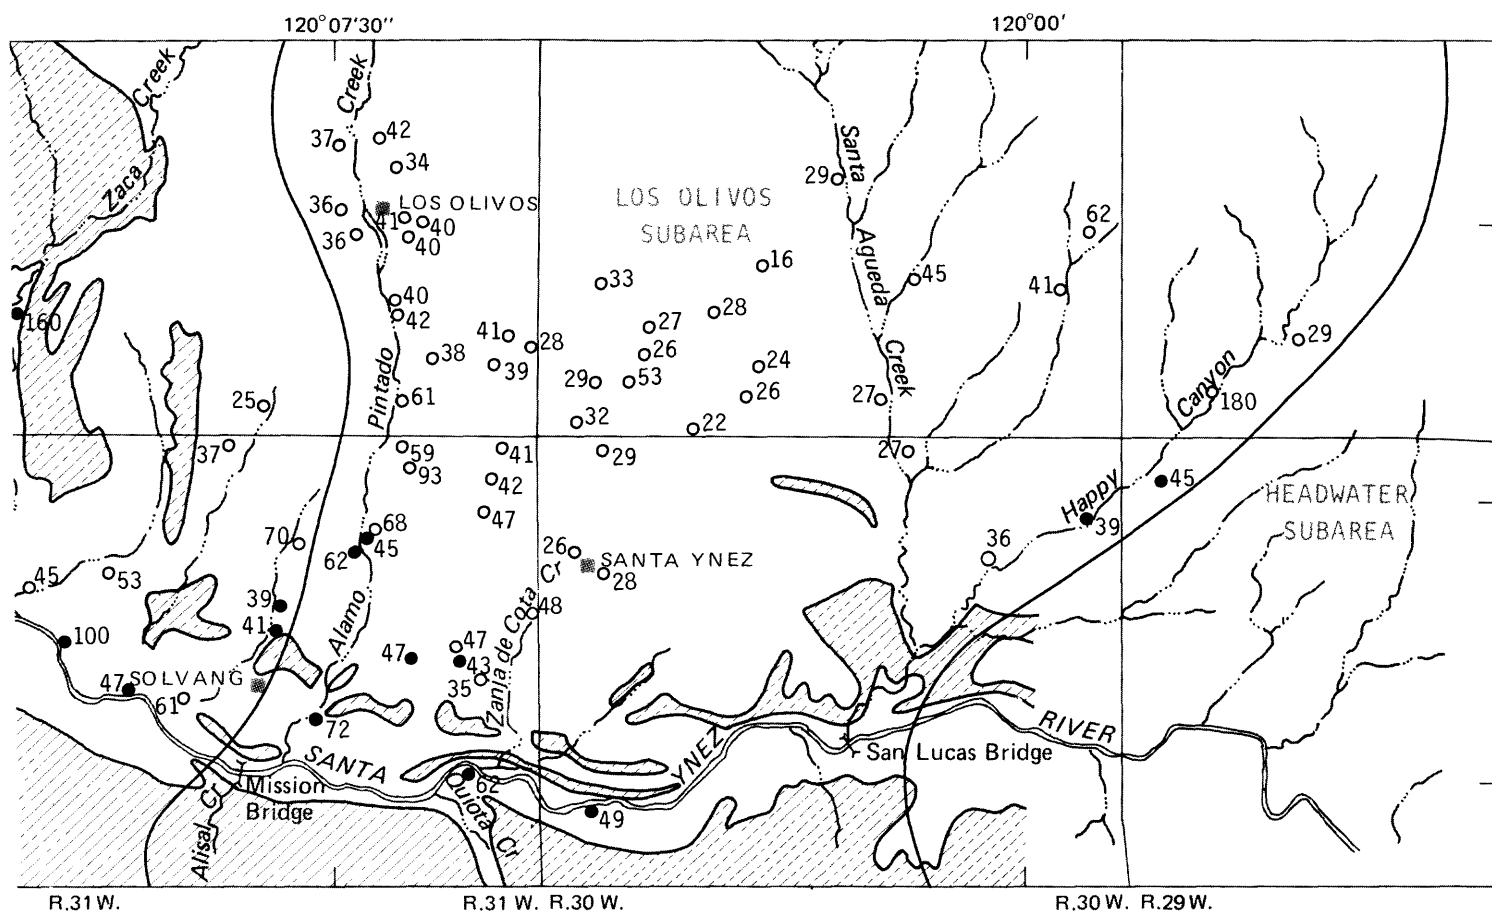 120°07'30" 120°00'
Creek
Zaca
Creek
37 42
34
36
LOS OLIVOS
41 40
36 40
LOS OLIVOS
SUBAREA
Santa
29
Agueda
Creek
62
16
33
45
41
160
40
42
28
27
41
28
38
39
26
29
53
24
26
29
Pintado
61
25
32
22
27
Canyon
180
37
59
93
41
29
27
42
47
Happy
45
39
HEADWATER
SUBAREA
70
68
45
62
26
SANTA YNEZ
28
36
45
53
39
41
Alamo
Zanja de Cota Cr
48
100
47
47
43
35
47
SOLVANG
61
72
SANTA YNEZ RIVER
San Lucas Bridge
Mission
Bridge
62
49
Alisal Cr
Quiota Cr
R.31W. R.31W. R.30W. R.30W. R.29W.